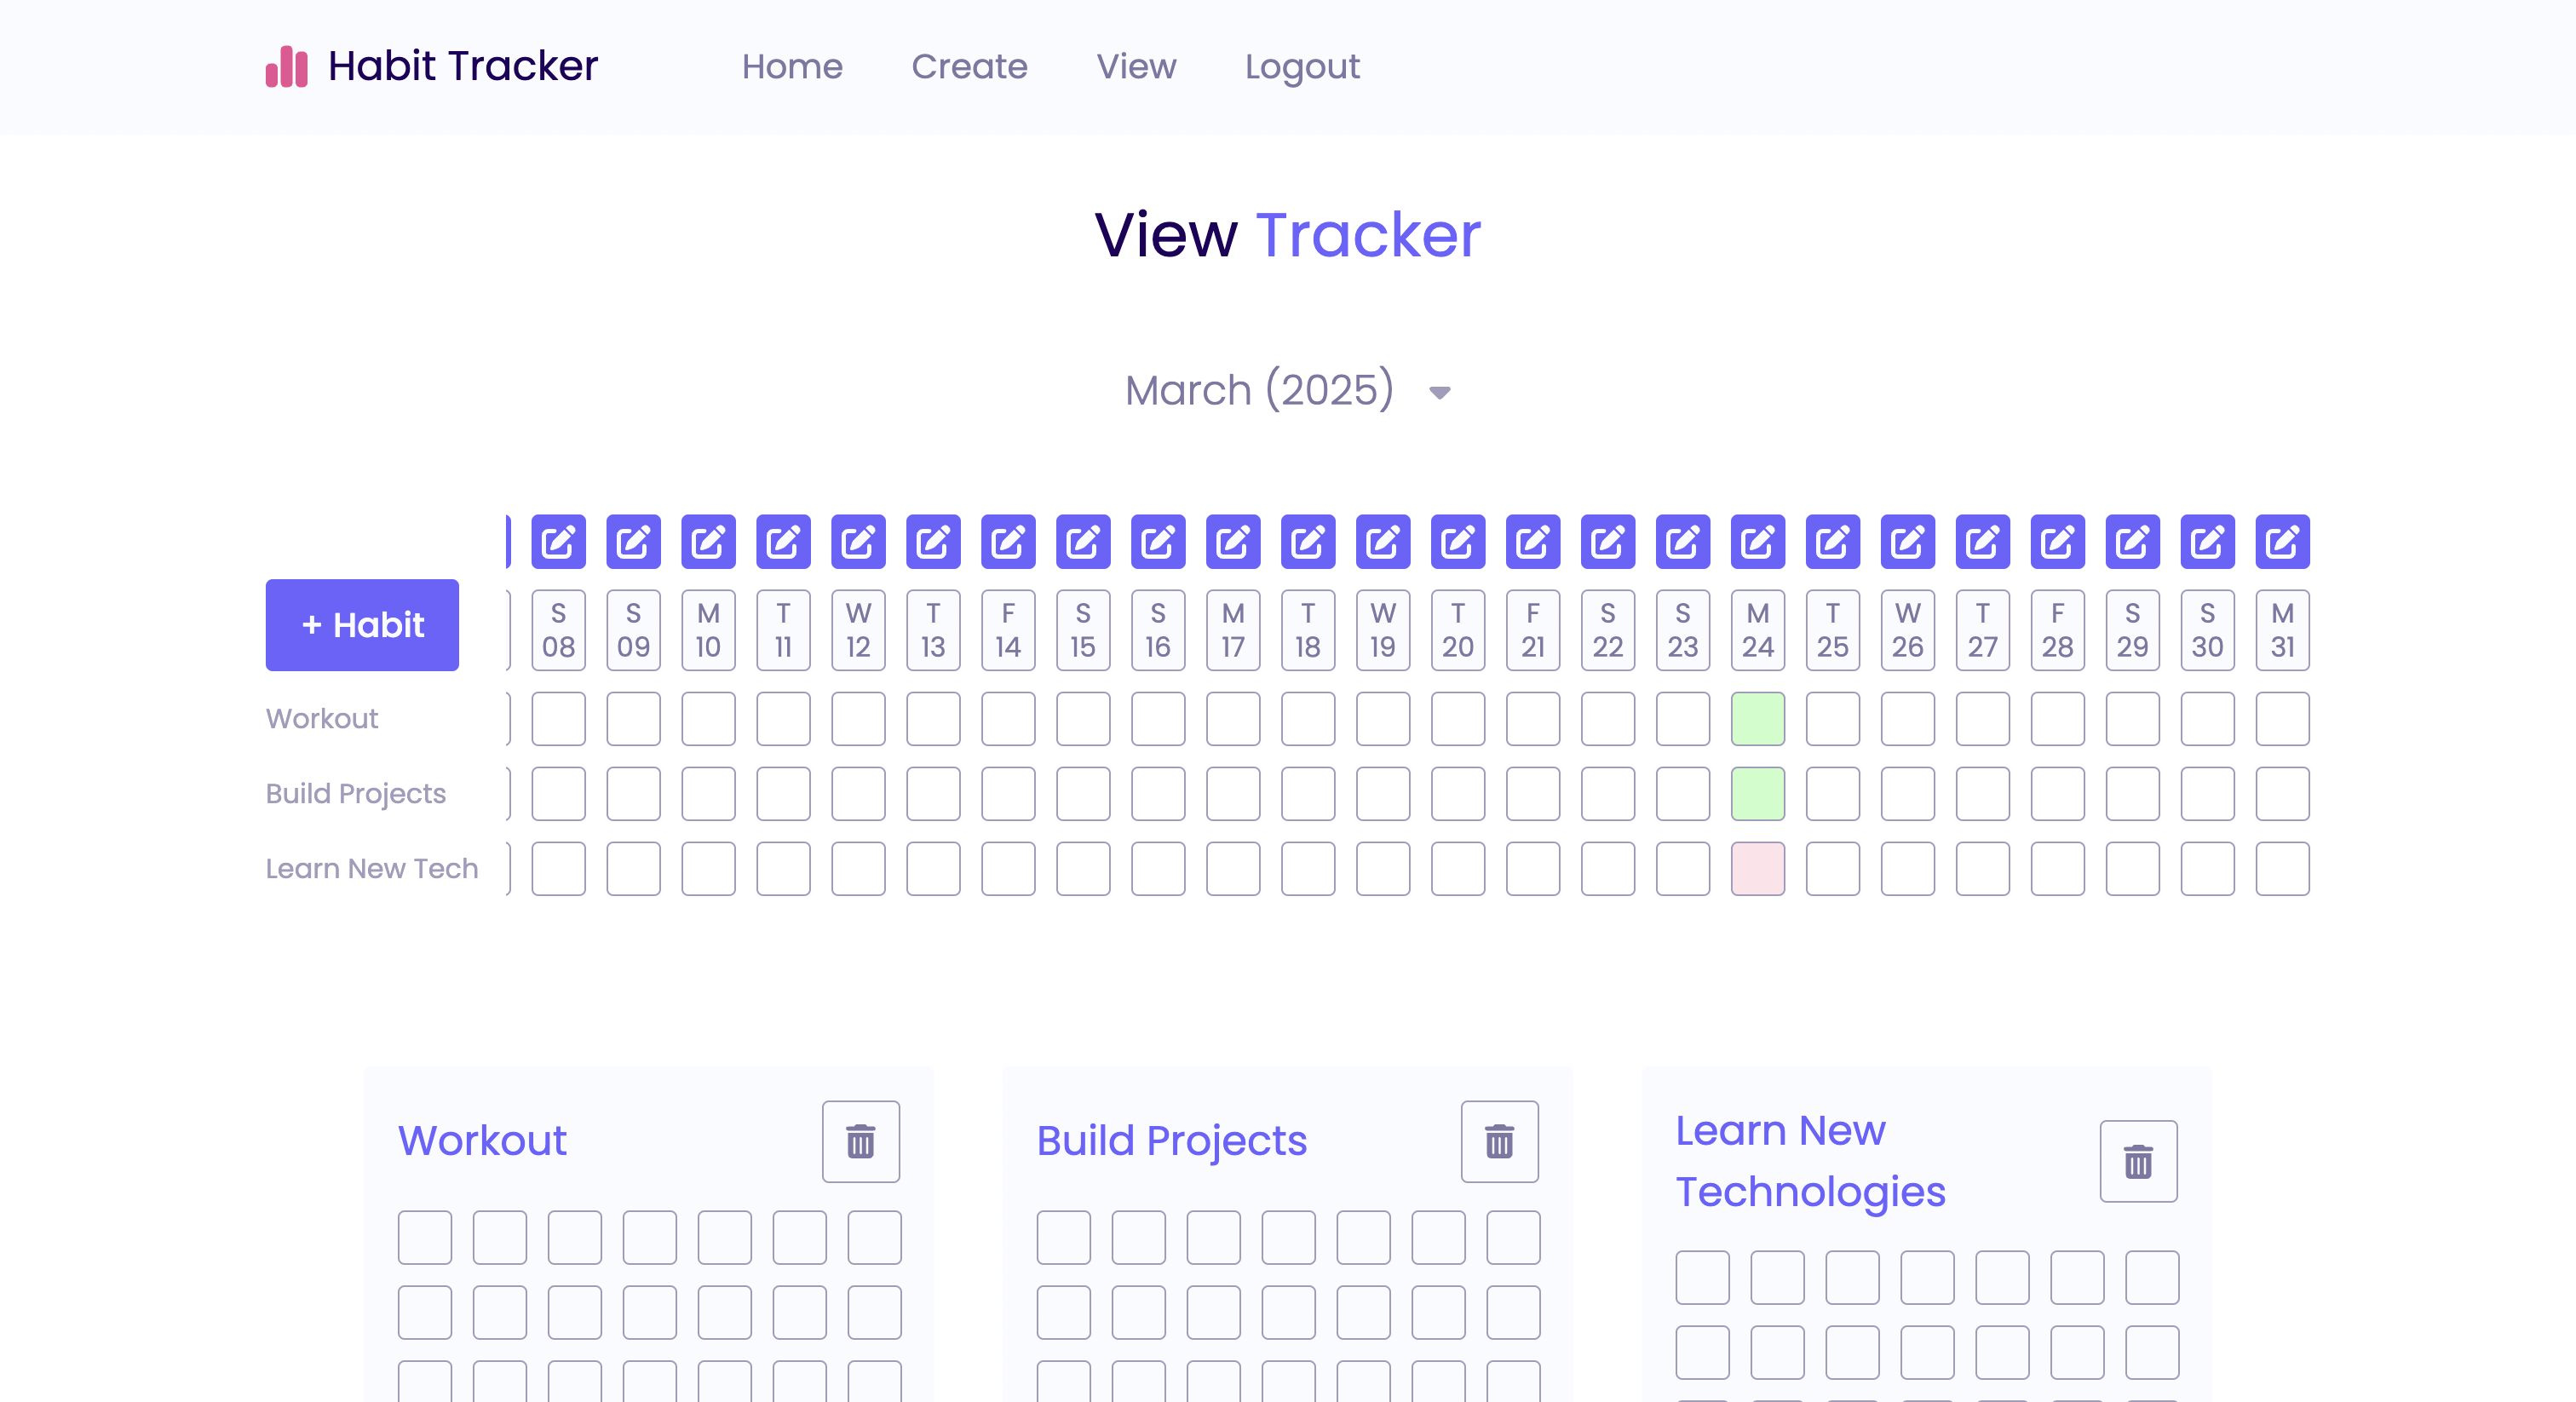 Habit Tracker Home Create View Logout
View Tracker
March (2025)
S S M T W T F S S M T W T F S S M T W T F S S M
+ Habit
08 09 10 11 12 13 14 15 16 17 18 19 20 21 22 23 24 25 26 27 28 29 30 31
Workout
Build Projects
Learn New Tech
Workout
Build Projects
Learn New
Technologies